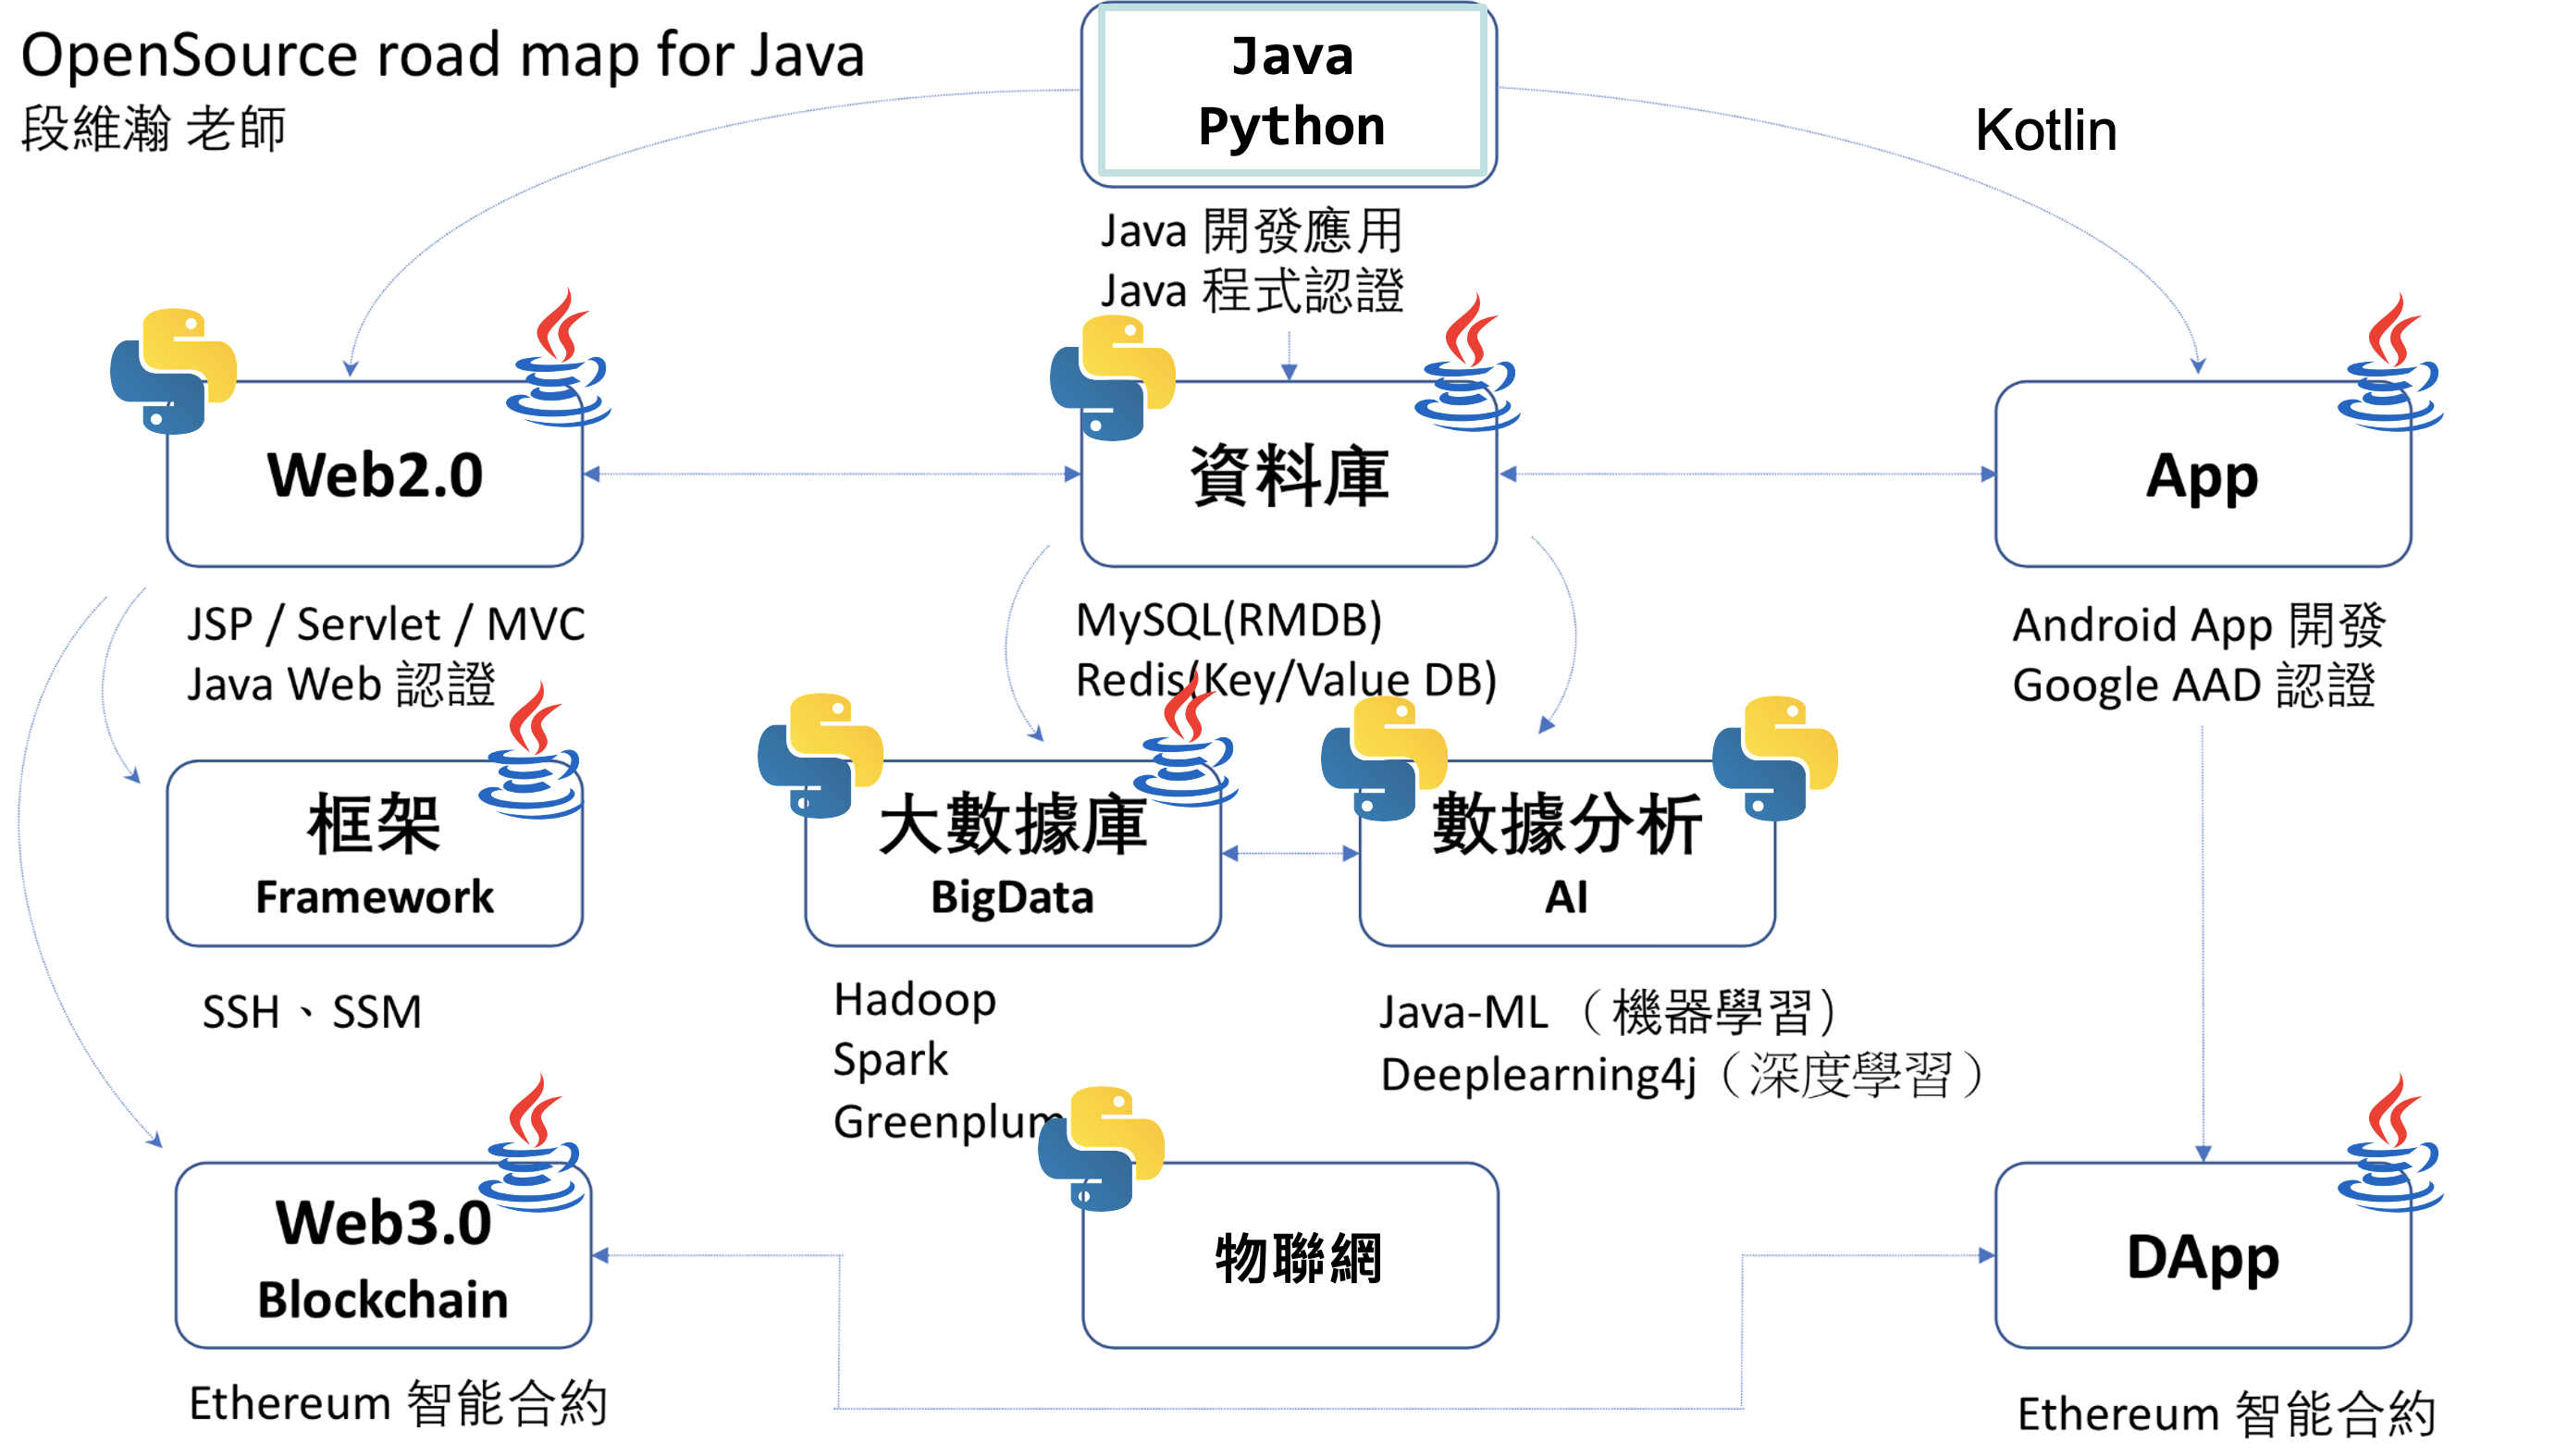 OpenSource road map for Java
段維瀚 老師
Java
Python
Kotlin
Java 開發應用
Java 程式認證
Web2.0
資料庫
App
JSP / Servlet / MVC
Java Web 認證
MySQL(RMDB)
Redis(Key/Value DB)
Android App 開發
Google AAD 認證
框架
Framework
大數據庫
BigData
數據分析
AI
SSH、SSM
Hadoop
Spark
Greenplum
Java-ML（機器學習)
Deeplearning4j（深度學習）
Web3.0
Blockchain
物聯網
DApp
Ethereum 智能合約
Ethereum 智能合約